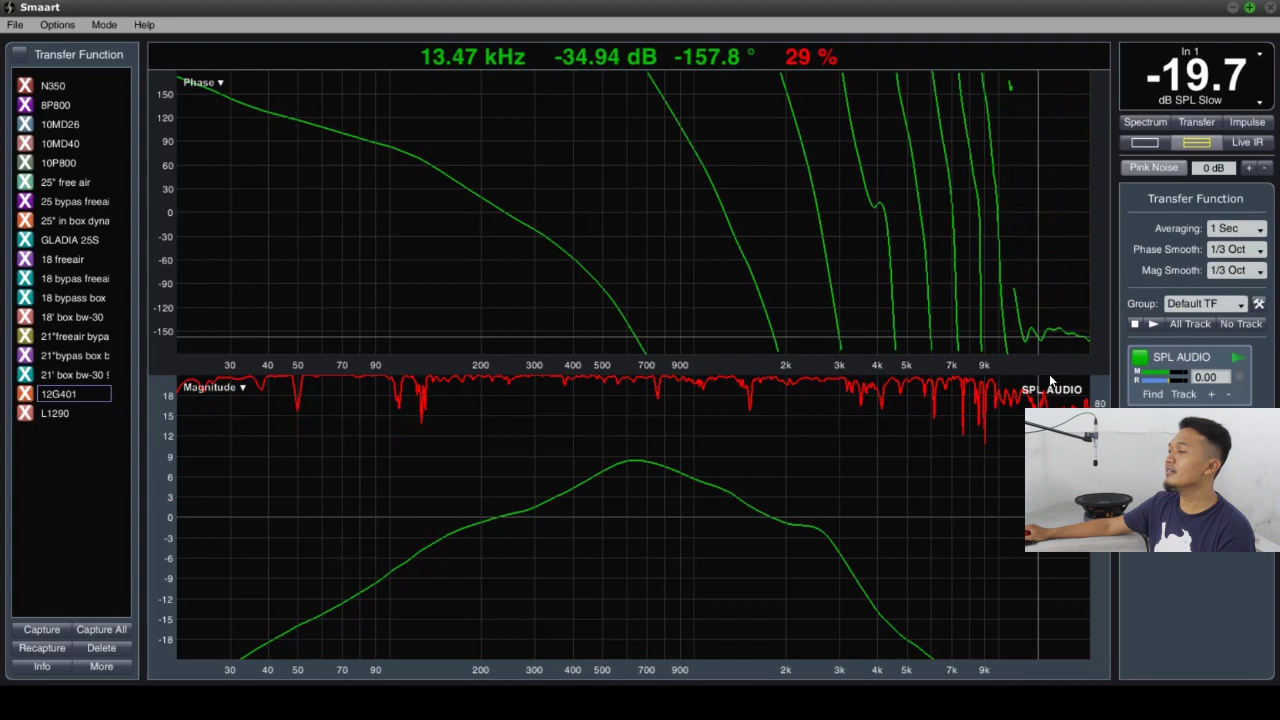 Smaart
File Options Mode Help
Transfer Function
N350
8P800
10MD26
10MD40
10P800
25" free air
25 bypas freeai
25" in box dyna
GLADIA 25S
18 freeair
18 bypas freeai
18 bypass box
18' box bw-30
21*freeair bypa
21*bypas box b
21' box bw-30
12G401
L1290
Capture Capture All
Recapture Delete
Info More
13.47 kHz -34.94 dB -157.8 ° 29 %
Phase ▼
150
120
90
60
30
0
-30
-60
-90
-120
-150
30 40 50 70 90 200 300 400 500 700 900 2k 3k 4k 5k 7k 9k
Magnitude ▼
SPL AUDIO
80
18
15
12
9
6
3
0
-3
-6
-9
-12
-15
-18
30 40 50 70 90 200 300 400 500 700 900 2k 3k 4k 5k 7k 9k
In 1
-19.7
dB SPL Slow
Spectrum Transfer Impulse
Live IR
Pink Noise 0 dB + -
Transfer Function
Averaging: 1 Sec
Phase Smooth: 1/3 Oct
Mag Smooth: 1/3 Oct
Group: Default TF
All Track No Track
SPL AUDIO
M
R 0.00
Find Track + -